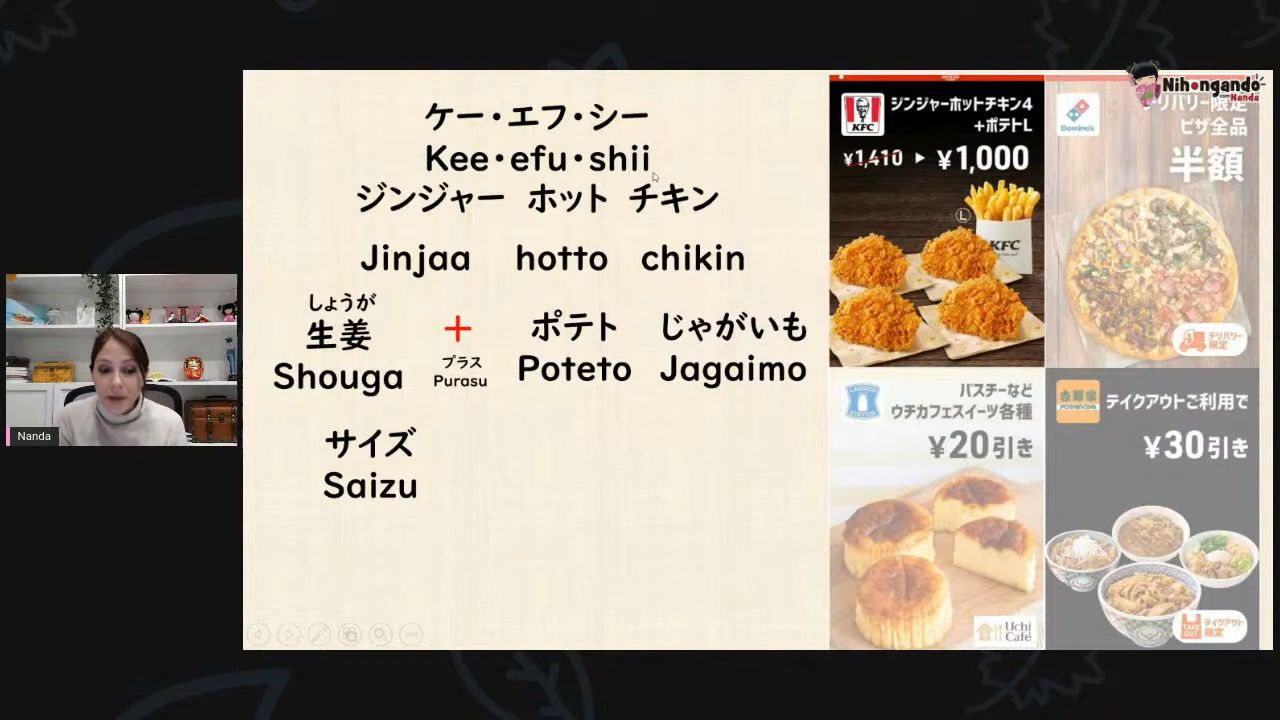 ケー・エフ・シー
Kee・efu・shii
ジンジャー ホット チキン
Jinjaa hotto chikin
しょうが
生姜
Shouga
+
プラス
Purasu
ポテト じゃがいも
Poteto Jagaimo
サイズ
Saizu
Nanda
KFC
ジンジャーホットチキン4
+ポテトL
¥1,410 ▶ ¥1,000
L
KFC
Nihongando
com Nanda
Domino's
デリバリー限定
ピザ全品
半額
デリバリー
限定
LAWSON
STATION
バスチーなど
ウチカフェスイーツ各種
¥20引き
Uchi
Café
吉野家
YOSHINOYA
テイクアウトご利用で
¥30引き
TAKE
OUT
テイクアウト
限定